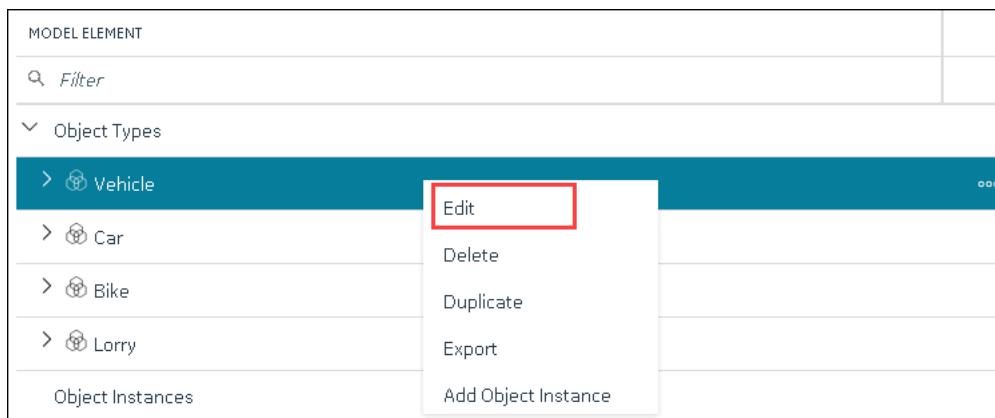 MODEL ELEMENT
Filter
Object Types
Vehicle
Edit
Car
Delete
Bike
Duplicate
Lorry
Export
Object Instances
Add Object Instance